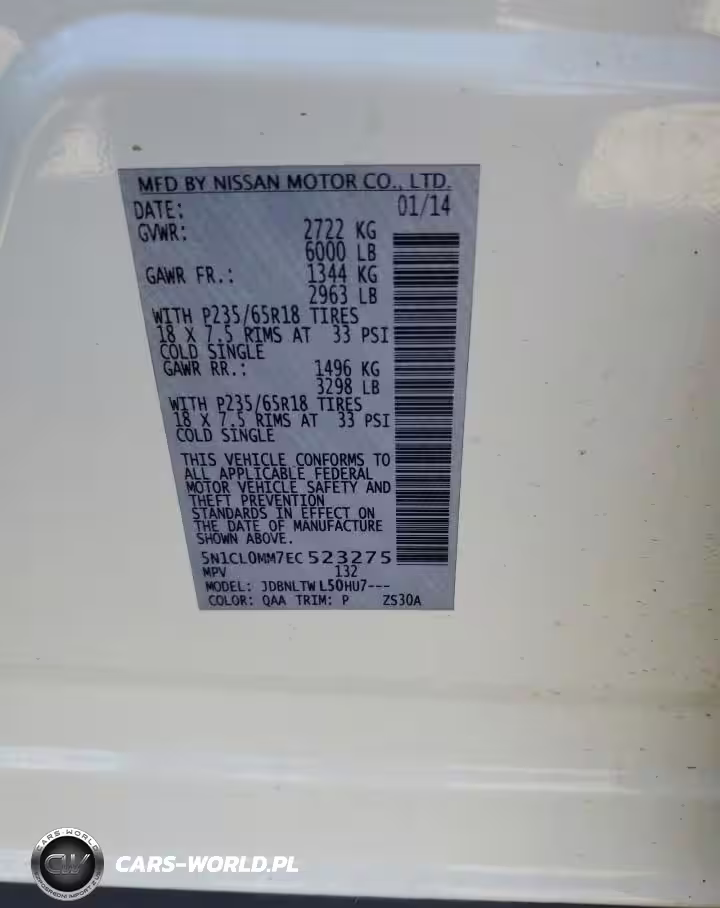 MFD BY NISSAN MOTOR CO., LTD.
DATE: 01/14
GVWR: 2722 KG
6000 LB
GAWR FR.: 1344 KG
2963 LB
WITH P235/65R18 TIRES
18 X 7.5 RIMS AT 33 PSI
COLD SINGLE
GAWR RR.: 1496 KG
3298 LB
WITH P235/65R18 TIRES
18 X 7.5 RIMS AT 33 PSI
COLD SINGLE
THIS VEHICLE CONFORMS TO
ALL APPLICABLE FEDERAL
MOTOR VEHICLE SAFETY AND
THEFT PREVENTION
STANDARDS IN EFFECT ON
THE DATE OF MANUFACTURE
SHOWN ABOVE.
5N1CL0MM7EC523275
MPV 132
MODEL: JDBNLTWL50HU7---
COLOR: QAA TRIM: P ZS30A
CARS-WORLD
CW
CARS-WORLD.PL